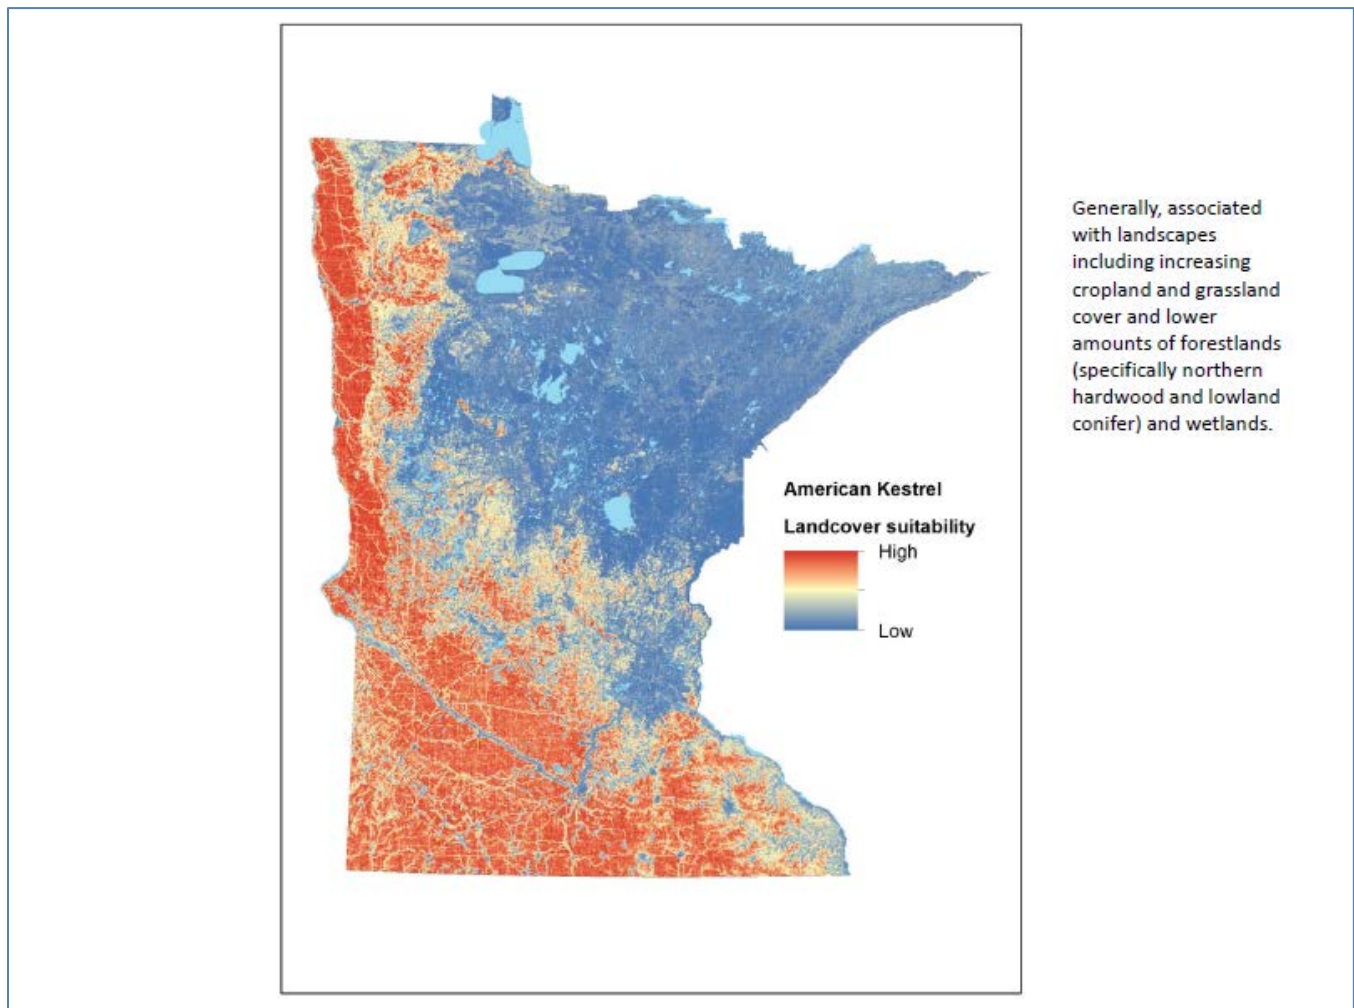 Generally, associated
with landscapes
including increasing
cropland and grassland
cover and lower
amounts of forestlands
(specifically northern
hardwood and lowland
conifer) and wetlands.
American Kestrel
Landcover suitability
High
Low